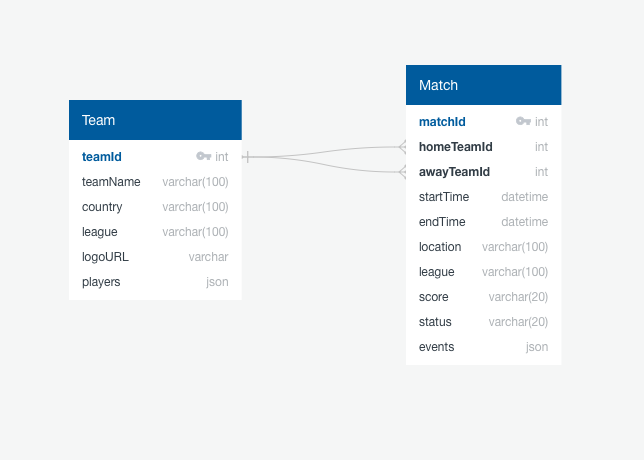 Team
teamId int
teamName varchar(100)
country varchar(100)
league varchar(100)
logoURL varchar
players json
Match
matchId int
homeTeamId int
awayTeamId int
startTime datetime
endTime datetime
location varchar(100)
league varchar(100)
score varchar(20)
status varchar(20)
events json